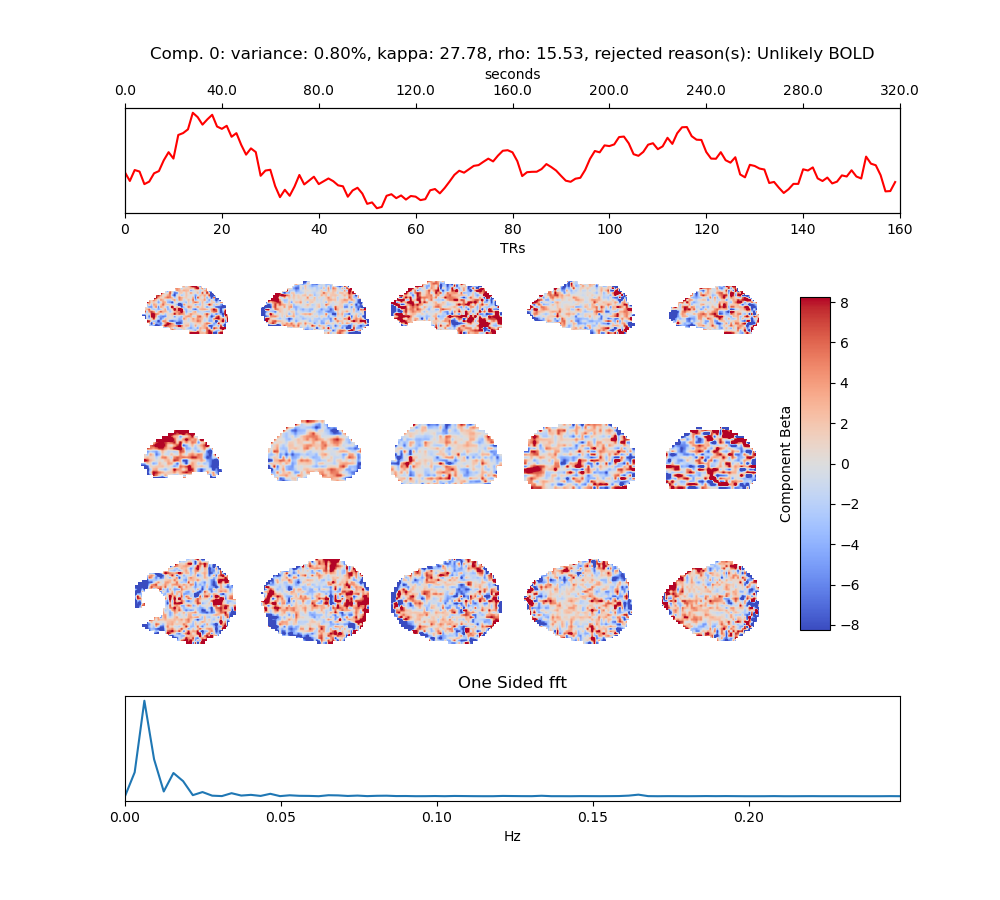 Comp. 0: variance: 0.80%, kappa: 27.78, rho: 15.53, rejected reason(s): Unlikely BOLD
seconds
0.0 40.0 80.0 120.0 160.0 200.0 240.0 280.0 320.0
0 20 40 60 80 100 120 140 160
TRs
8
6
4
2
0
−2
−4
−6
−8
Component Beta
One Sided fft
0.00 0.05 0.10 0.15 0.20
Hz